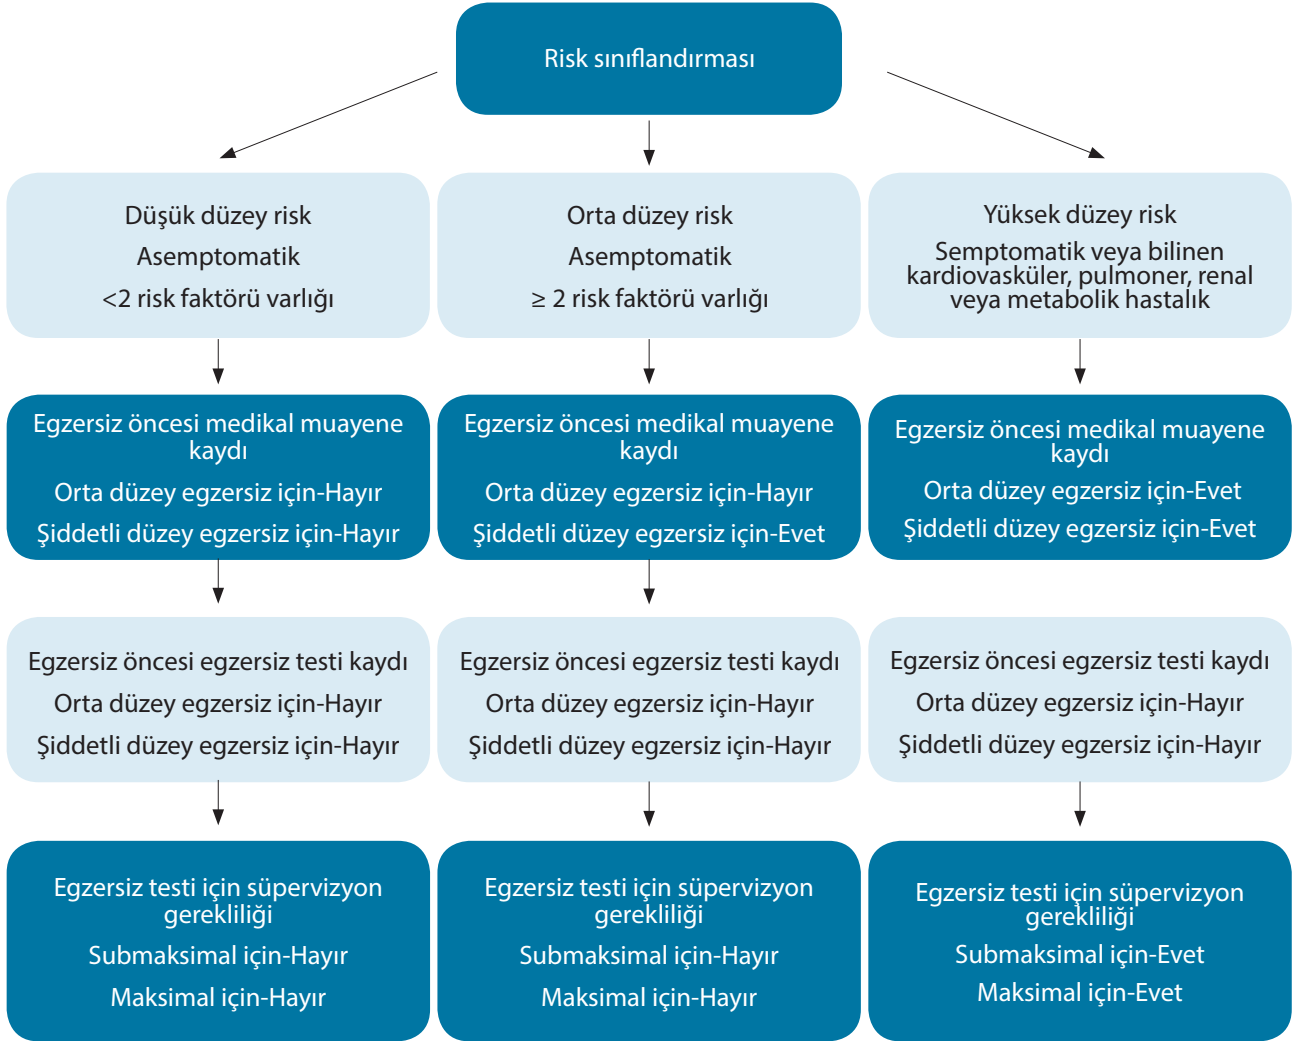 Risk sınıflandırması
Düşük düzey risk
Asemptomatik
<2 risk faktörü varlığı
Orta düzey risk
Asemptomatik
≥ 2 risk faktörü varlığı
Yüksek düzey risk
Semptomatik veya bilinen
kardiovasküler, pulmoner, renal
veya metabolik hastalık
Egzersiz öncesi medikal muayene
kaydı
Orta düzey egzersiz için-Hayır
Şiddetli düzey egzersiz için-Hayır
Egzersiz öncesi medikal muayene
kaydı
Orta düzey egzersiz için-Hayır
Şiddetli düzey egzersiz için-Evet
Egzersiz öncesi medikal muayene
kaydı
Orta düzey egzersiz için-Evet
Şiddetli düzey egzersiz için-Evet
Egzersiz öncesi egzersiz testi kaydı
Orta düzey egzersiz için-Hayır
Şiddetli düzey egzersiz için-Hayır
Egzersiz öncesi egzersiz testi kaydı
Orta düzey egzersiz için-Hayır
Şiddetli düzey egzersiz için-Hayır
Egzersiz öncesi egzersiz testi kaydı
Orta düzey egzersiz için-Hayır
Şiddetli düzey egzersiz için-Hayır
Egzersiz testi için süpervizyon
gerekliliği
Submaksimal için-Hayır
Maksimal için-Hayır
Egzersiz testi için süpervizyon
gerekliliği
Submaksimal için-Hayır
Maksimal için-Hayır
Egzersiz testi için süpervizyon
gerekliliği
Submaksimal için-Evet
Maksimal için-Evet